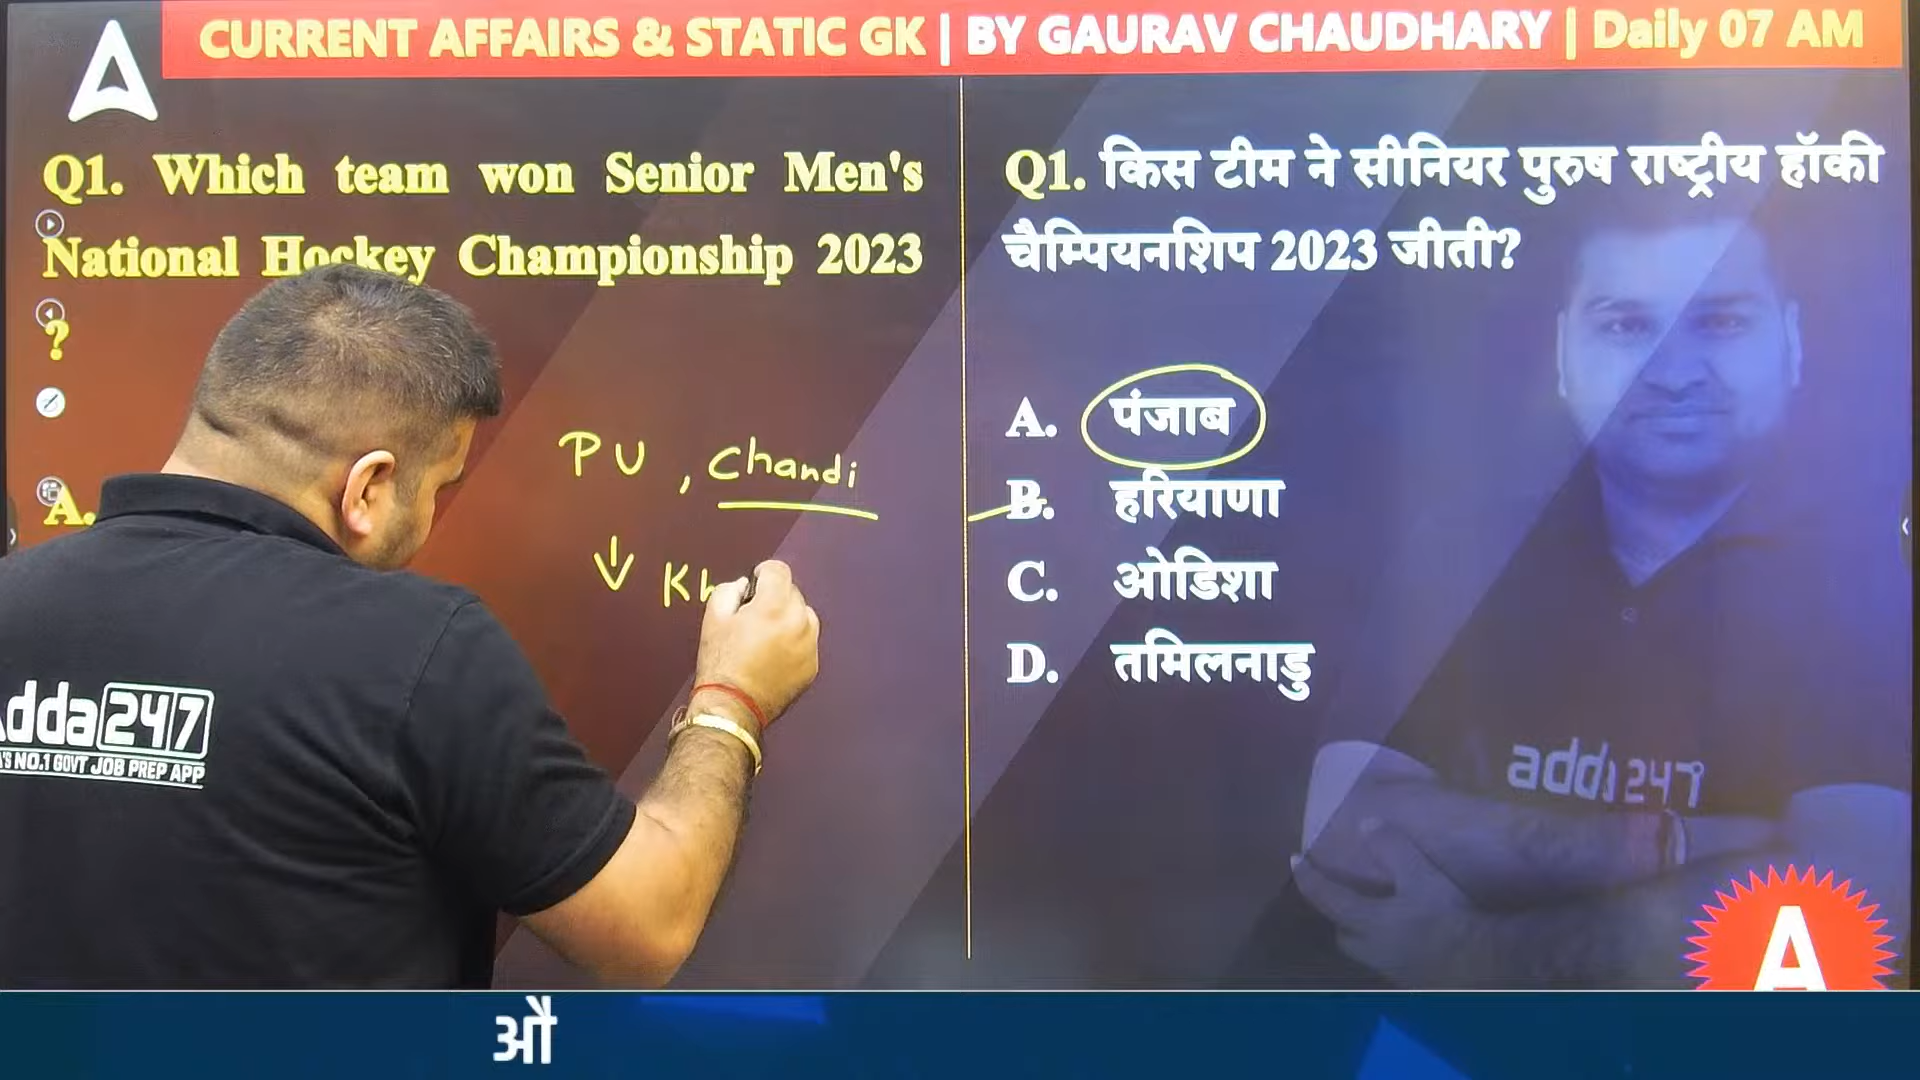 CURRENT AFFAIRS & STATIC GK | BY GAURAV CHAUDHARY | Daily 07 AM
Q1. Which team won Senior Men's
National Hockey Championship 2023
?
A.
PU , Chandi
Kh
Q1. किस टीम ने सीनियर पुरुष राष्ट्रीय हॉकी
चैम्पियनशिप 2023 जीती?
A. पंजाब
B. हरियाणा
C. ओडिशा
D. तमिलनाडु
dda247
'S NO.1 GOVT JOB PREP APP
adda247
A
औ